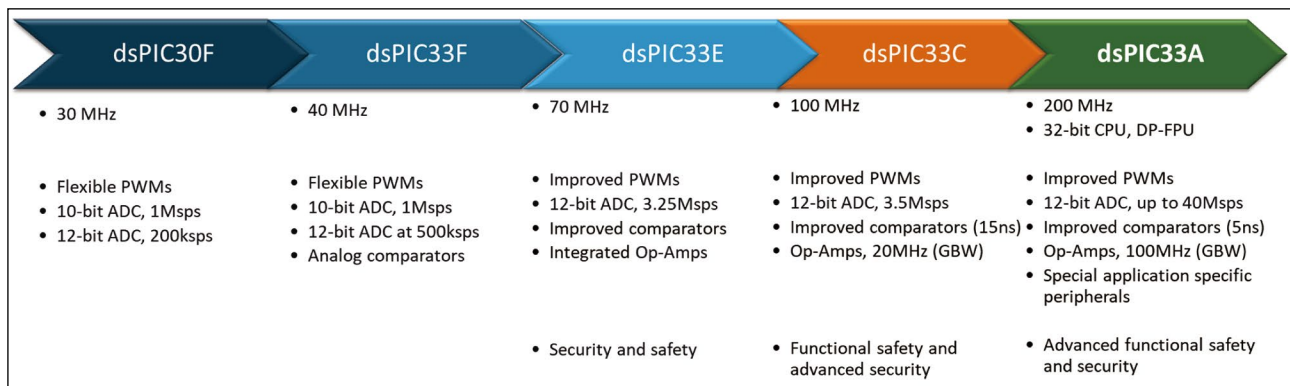 dsPIC30F
dsPIC33F
dsPIC33E
dsPIC33C
dsPIC33A
• 30 MHz
• Flexible PWMs
• 10-bit ADC, 1Msps
• 12-bit ADC, 200ksps
• 40 MHz
• Flexible PWMs
• 10-bit ADC, 1Msps
• 12-bit ADC at 500ksps
• Analog comparators
• 70 MHz
• Improved PWMs
• 12-bit ADC, 3.25Msps
• Improved comparators
• Integrated Op-Amps
• Security and safety
• 100 MHz
• Improved PWMs
• 12-bit ADC, 3.5Msps
• Improved comparators (15ns)
• Op-Amps, 20MHz (GBW)
• Functional safety and
advanced security
• 200 MHz
• 32-bit CPU, DP-FPU
• Improved PWMs
• 12-bit ADC, up to 40Msps
• Improved comparators (5ns)
• Op-Amps, 100MHz (GBW)
• Special application specific
peripherals
• Advanced functional safety
and security